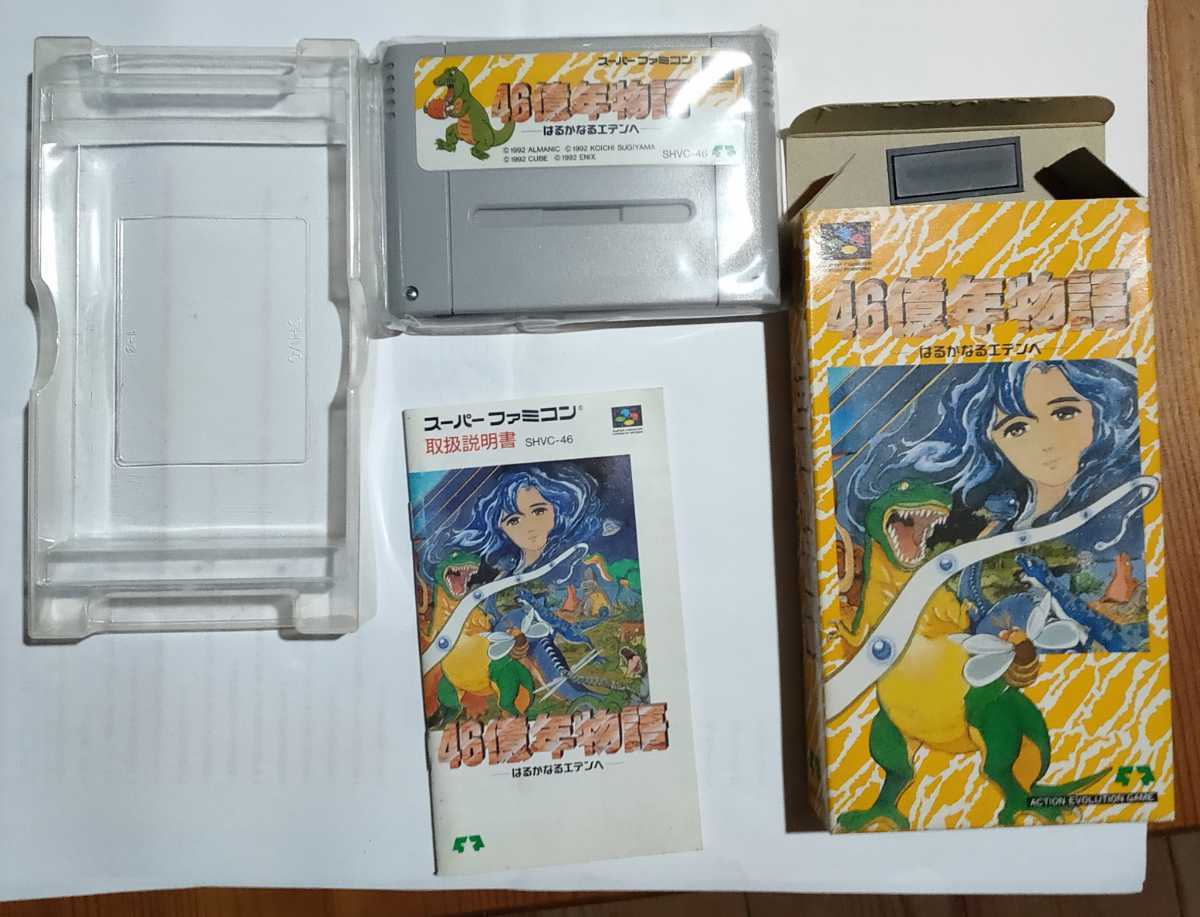 スーパーファミコン
46億年物語
はるかなるエデンへ
© 1992 ALMANIC © 1992 KOICHI SUGIYAMA
© 1992 CUBE © 1992 ENIX
SHVC-46
46億年物語
はるかなるエデンへ
ACTION EVOLUTION GAME
スーパーファミコン®
取扱説明書 SHVC-46
46億年物語
はるかなるエデンへ